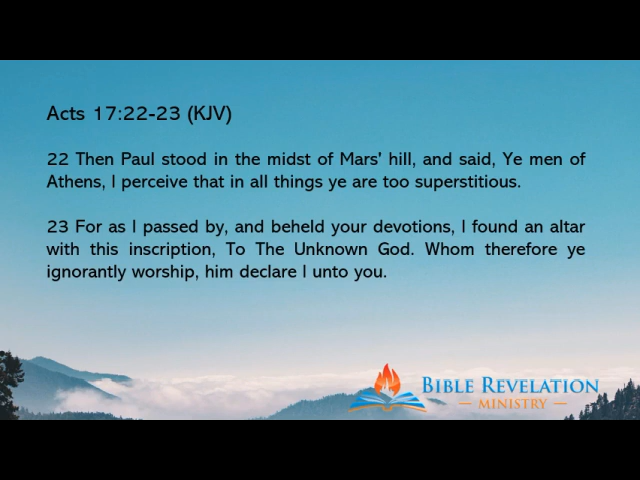 Acts 17:22-23 (KJV)
22 Then Paul stood in the midst of Mars' hill, and said, Ye men of
Athens, I perceive that in all things ye are too superstitious.
23 For as I passed by, and beheld your devotions, I found an altar
with this inscription, To The Unknown God. Whom therefore ye
ignorantly worship, him declare I unto you.
BIBLE REVELATION
MINISTRY